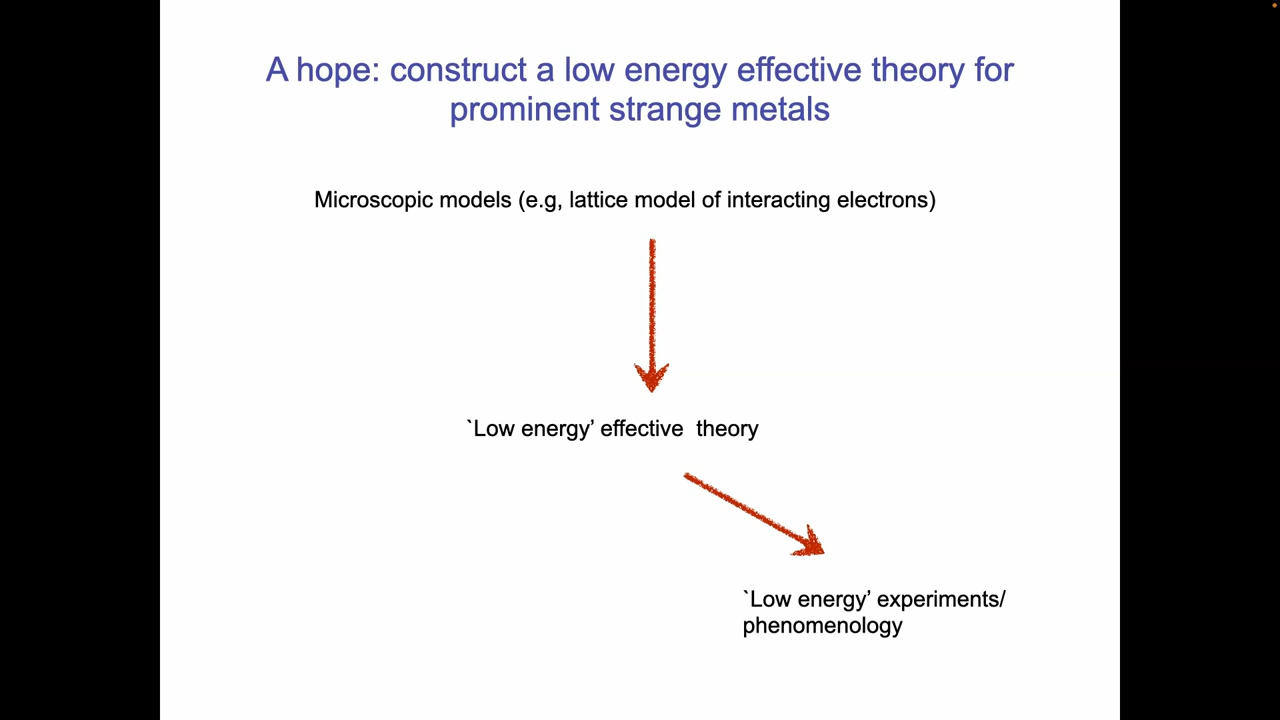 A hope: construct a low energy effective theory for
prominent strange metals
Microscopic models (e.g, lattice model of interacting electrons)
`Low energy’ effective  theory
`Low energy’ experiments/
phenomenology